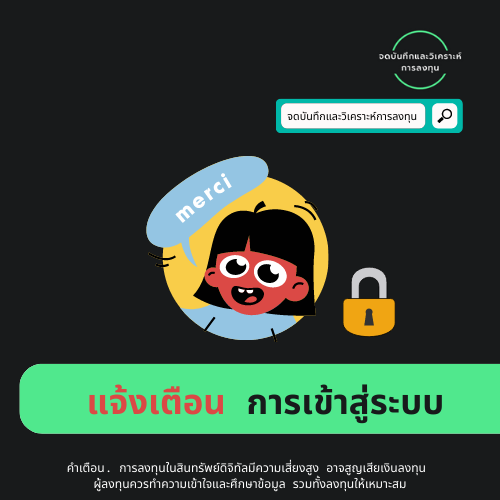 จดบันทึกและวิเคราะห์
การลงทุน
จดบันทึกและวิเคราะห์การลงทุน
merci
แจ้งเตือน การเข้าสู่ระบบ
คำเตือน. การลงทุนในสินทรัพย์ดิจิทัลมีความเสี่ยงสูง อาจสูญเสียเงินลงทุน
ผู้ลงทุนควรทำความเข้าใจและศึกษาข้อมูล รวมทั้งลงทุนให้เหมาะสม